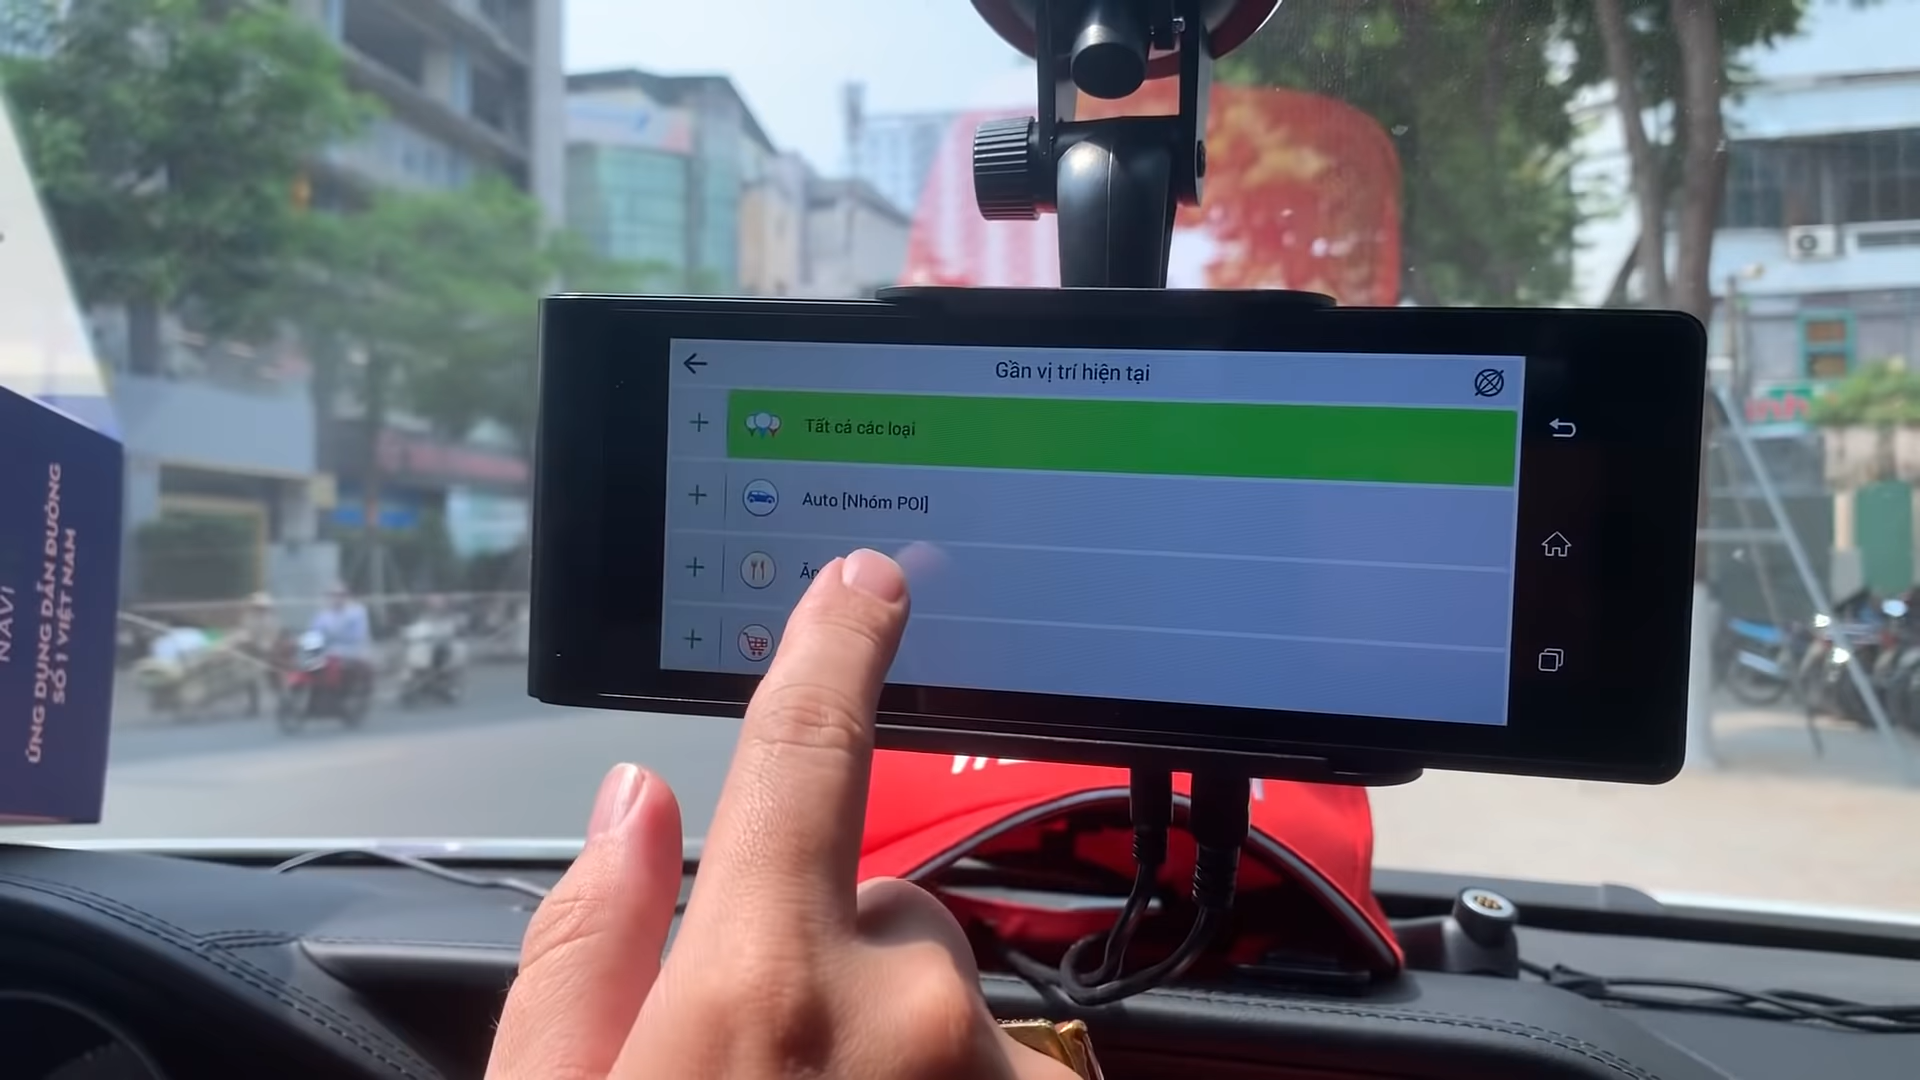 NAVI
ỨNG DỤNG DẪN ĐƯỜNG
SỐ 1 VIỆT NAM
Gần vị trí hiện tại
Tất cả các loại
Auto [Nhóm POI]